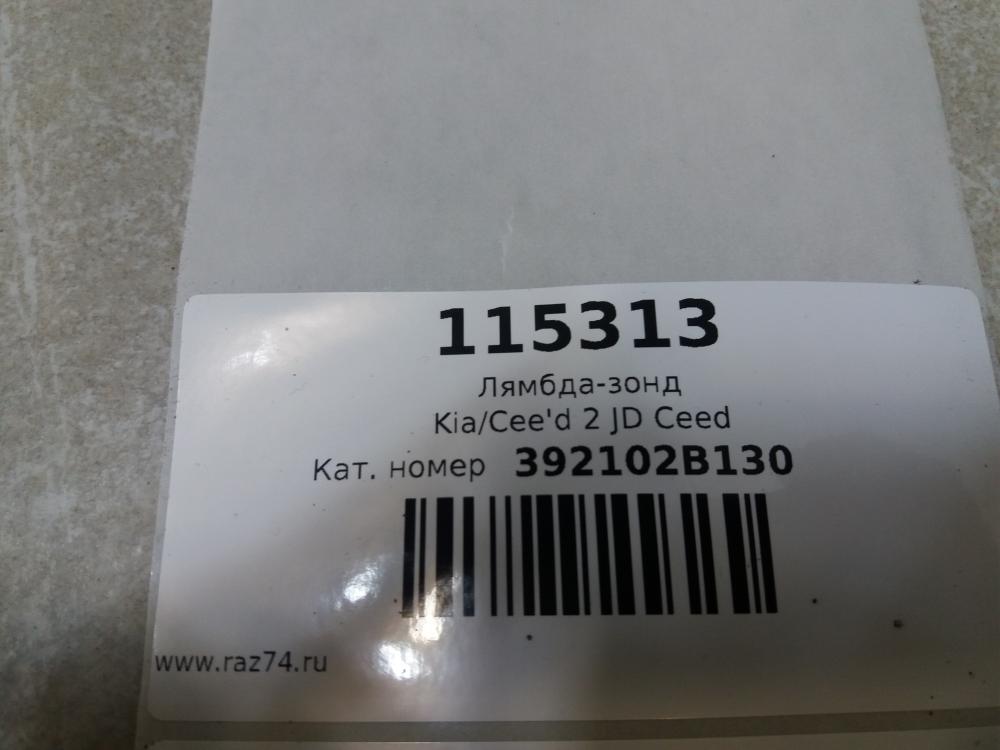 115313
Лямбда-зонд
Kia/Cee'd 2 JD Ceed
Кат. номер 392102B130
www.raz74.ru